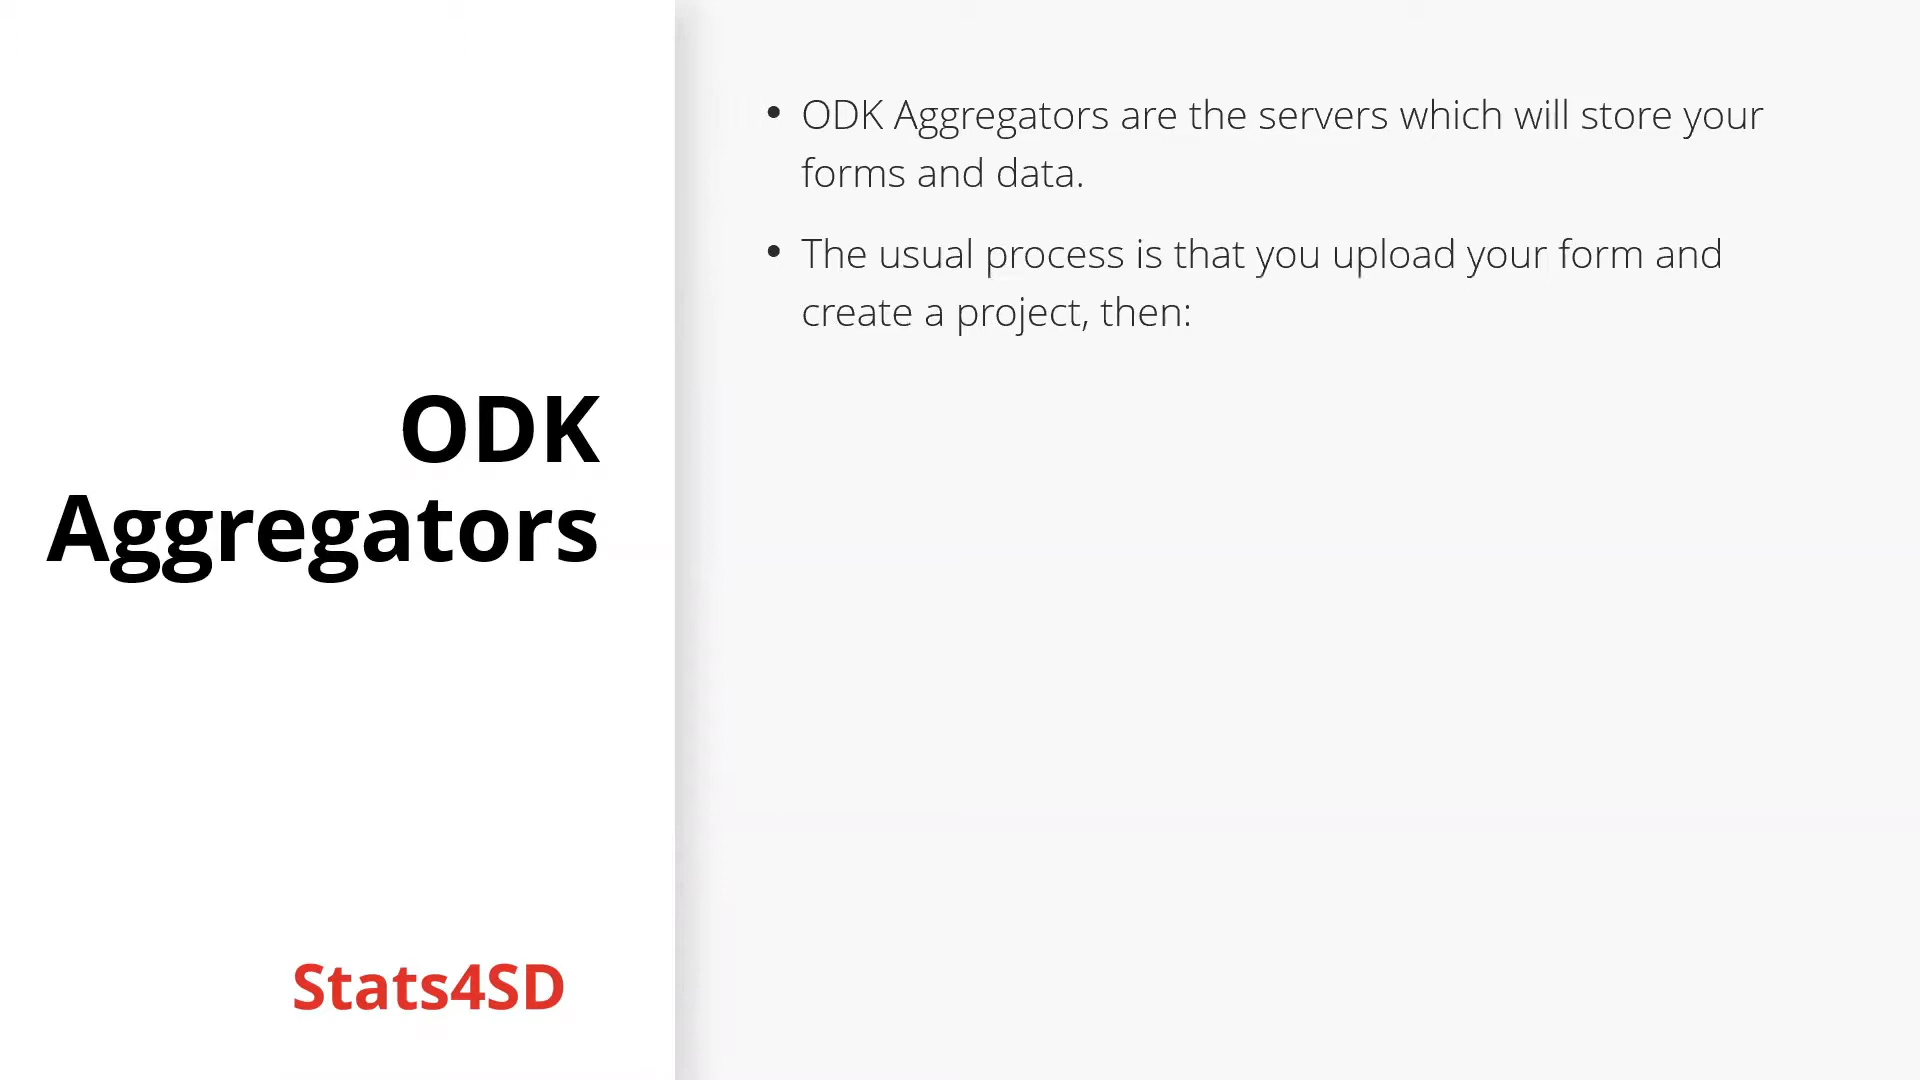 ODK
Aggregators
Stats4SD
• ODK Aggregators are the servers which will store your
forms and data.
• The usual process is that you upload your form and
create a project, then: